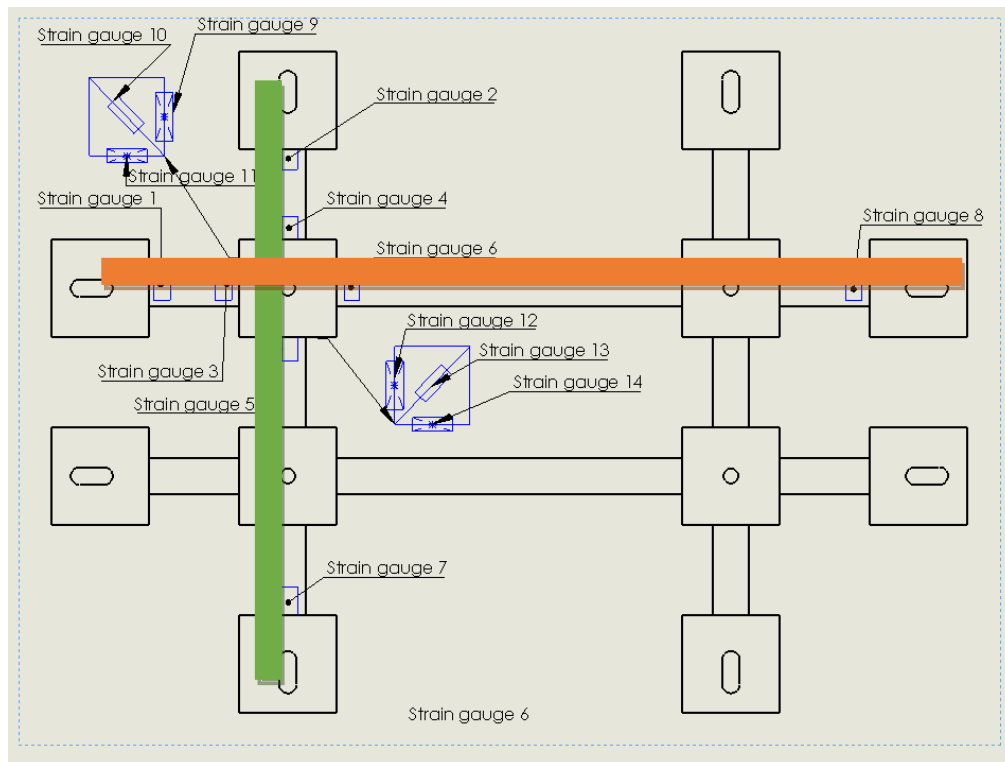 Strain gauge 9
Strain gauge 10
Strain gauge 2
Strain gauge 11
Strain gauge 1
Strain gauge 4
Strain gauge 8
Strain gauge 6
Strain gauge 12
Strain gauge 13
Strain gauge 3
Strain gauge 14
Strain gauge 5
Strain gauge 7
Strain gauge 6